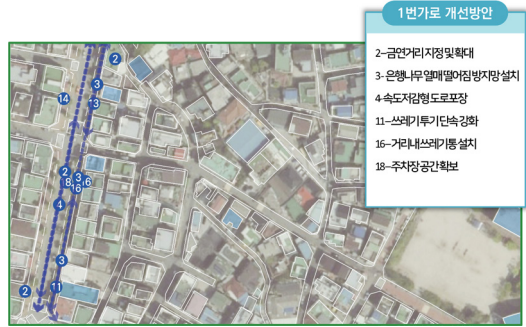 1번가로 개선방안
2-금연거리 지정 및 확대
3- 은행나무 열매 떨어짐 방지망 설치
4-속도저감형 도로포장
11-쓰레기 투기 단속 강화
16-거리 내 쓰레기통 설치
18-주차장 공간 확보
2
3
3
14
2
3
8
16
16
4
3
11
2